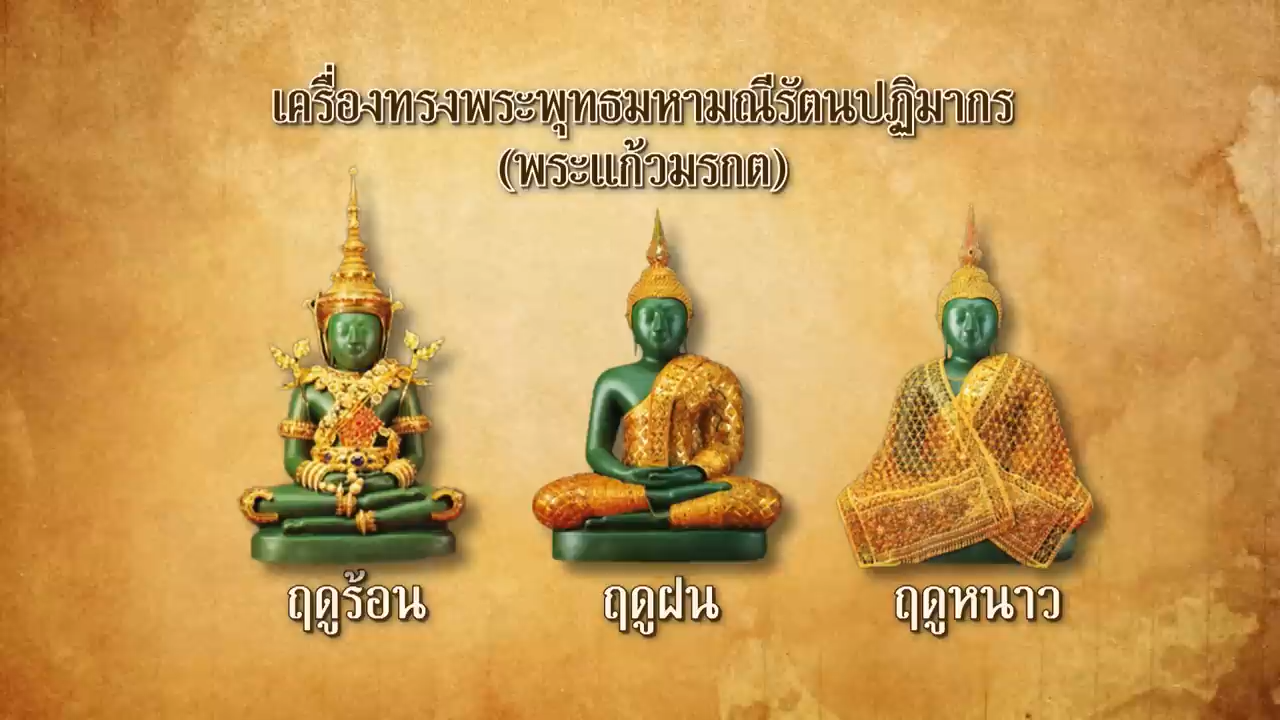 เครื่องทรงพระพุทธมหามณีรัตนปฏิมากร
(พระแก้วมรกต)
ฤดูร้อน
ฤดูฝน
ฤดูหนาว